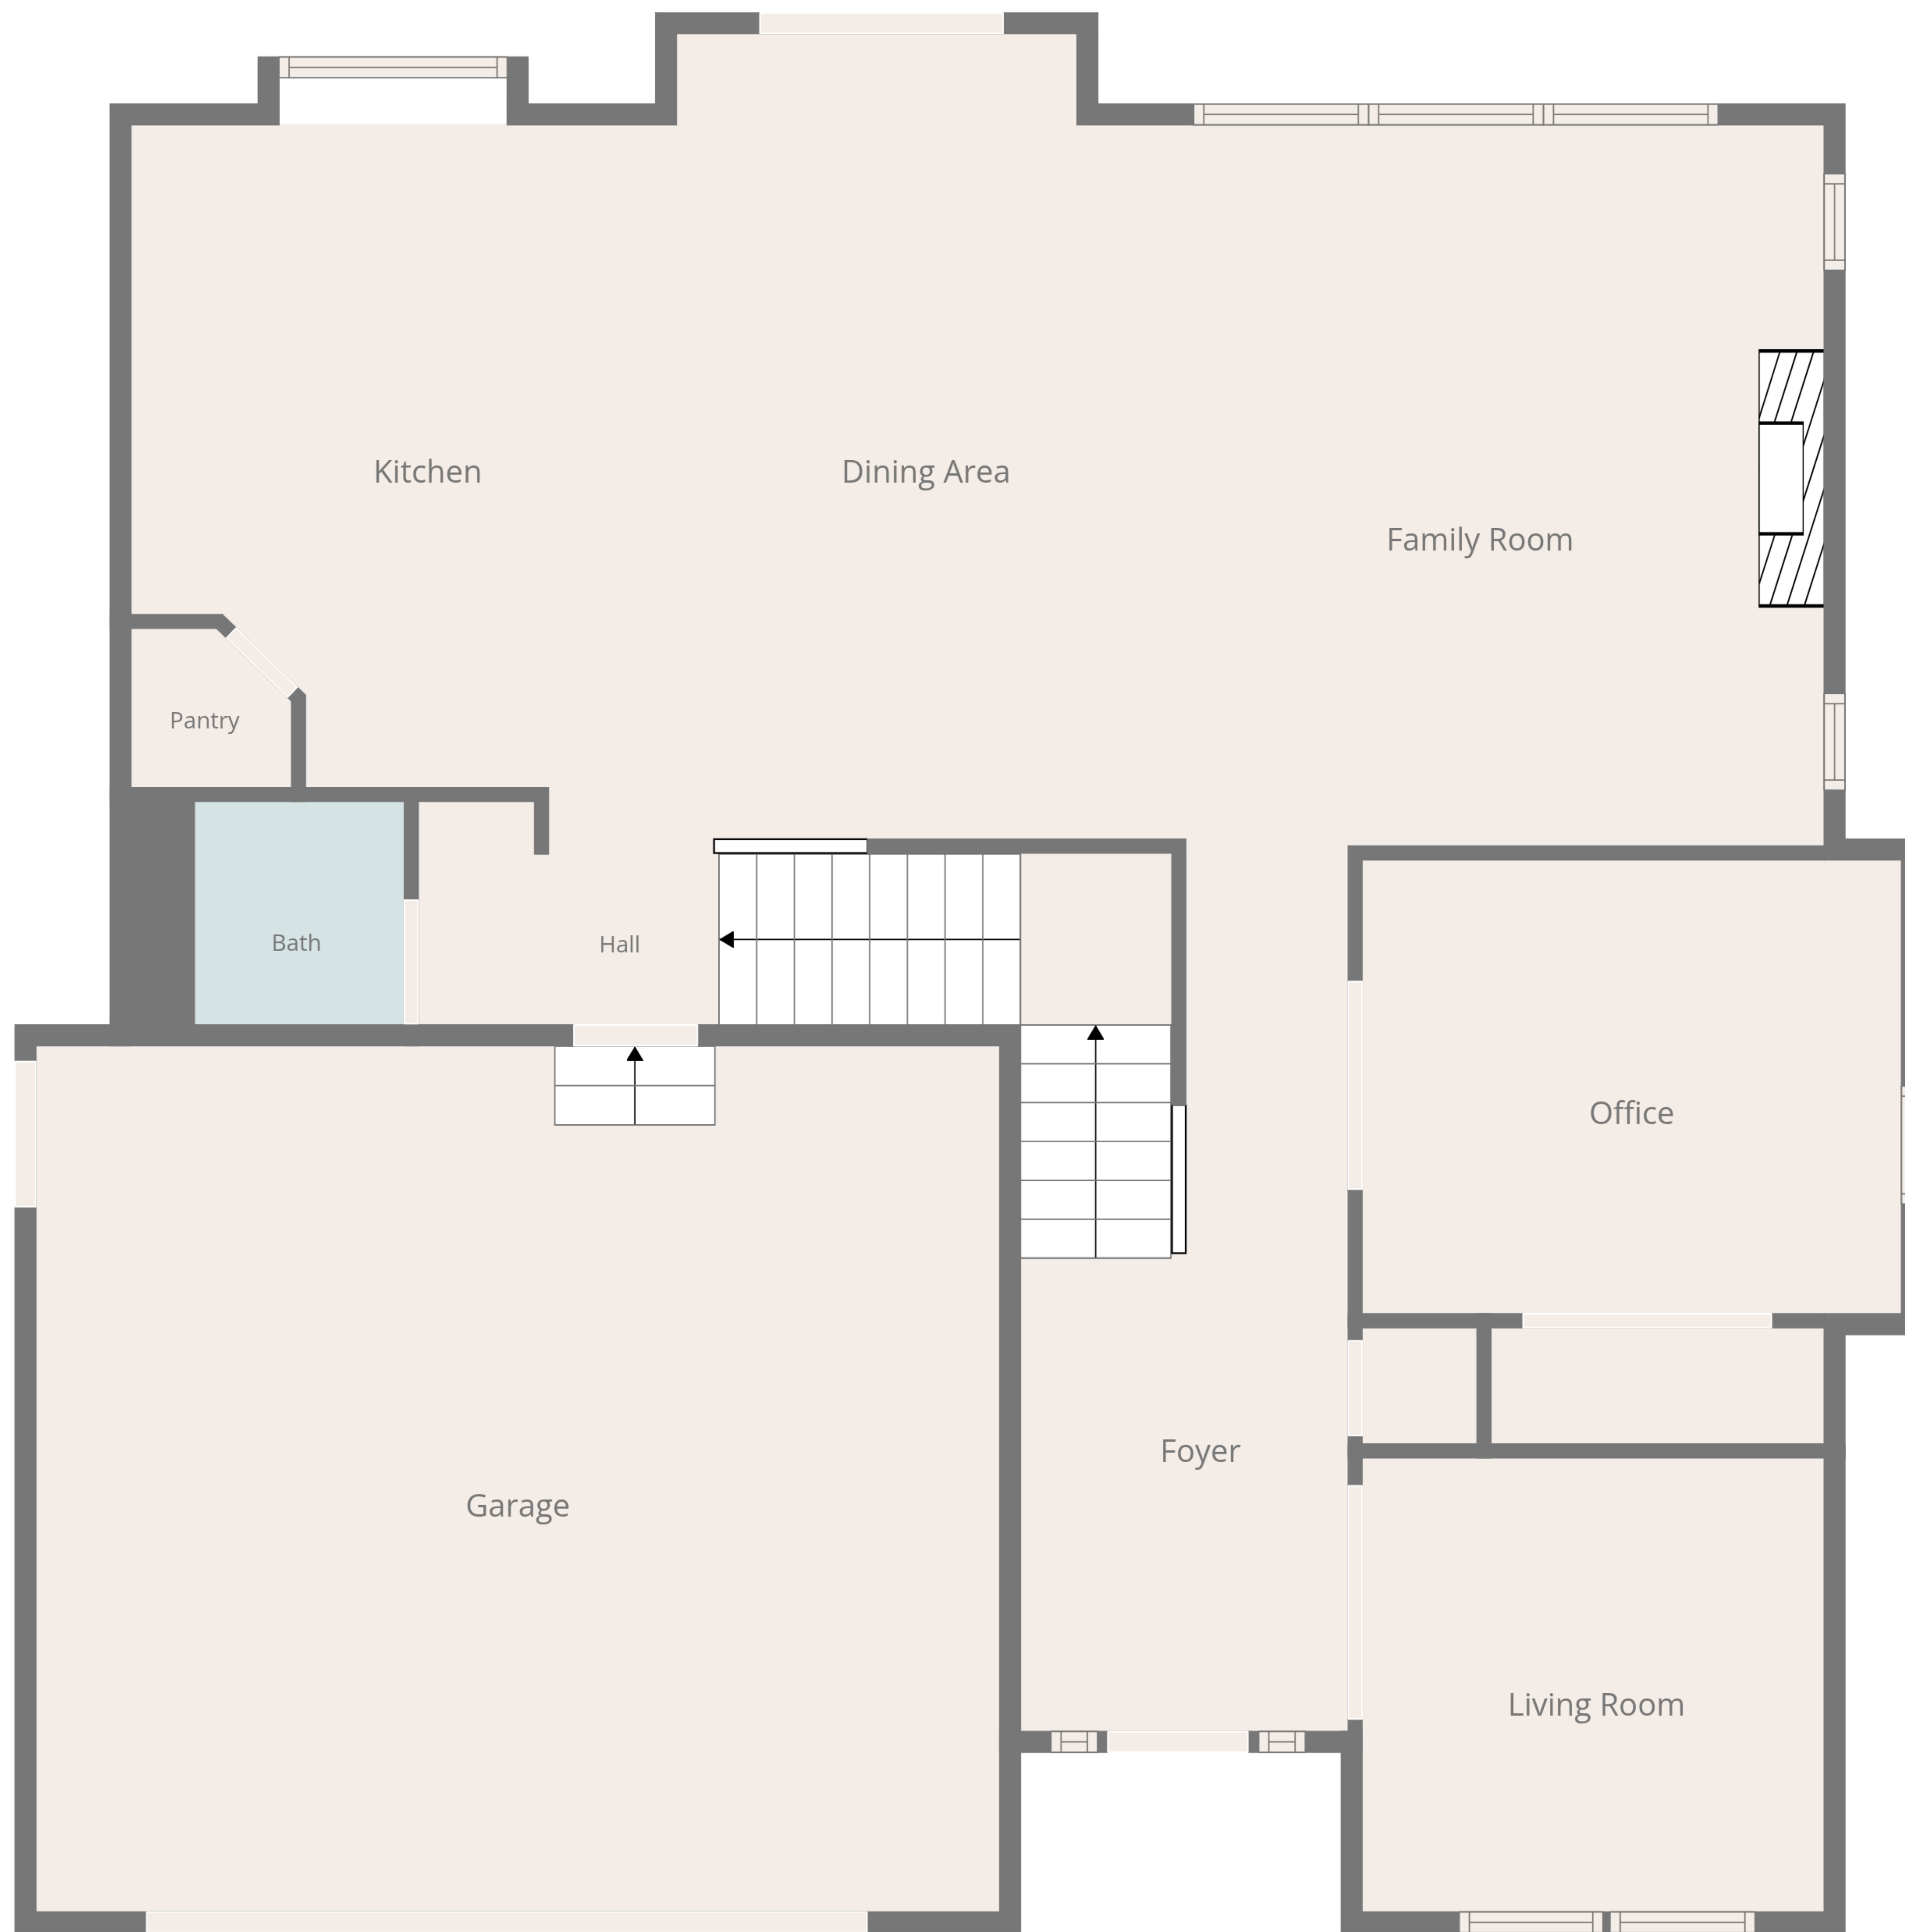 Kitchen
Dining Area
Family Room
Pantry
Bath
Hall
Office
Foyer
Garage
Living Room